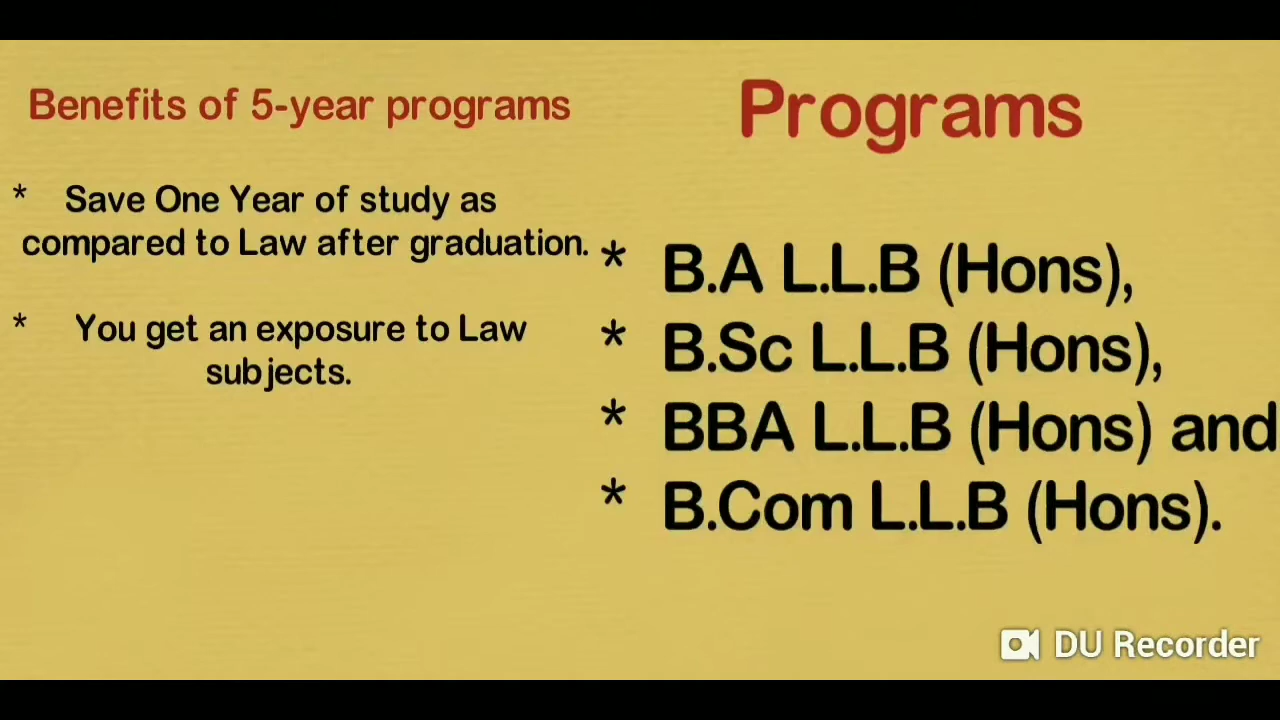 Benefits of 5-year programs
* Save One Year of study as
compared to Law after graduation.
* You get an exposure to Law
subjects.
Programs
* B.A L.L.B (Hons),
* B.Sc L.L.B (Hons),
* BBA L.L.B (Hons) and
* B.Com L.L.B (Hons).
DU Recorder